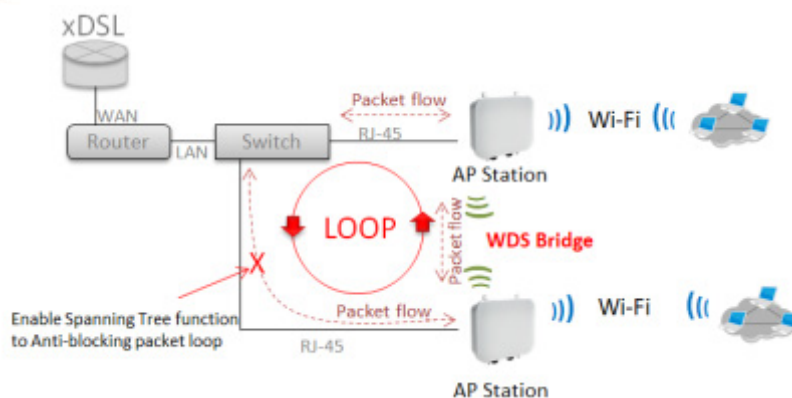 xDSL
WAN
Router
LAN
Switch
Packet flow
RJ-45
AP Station
Wi-Fi
LOOP
Packet flow
WDS Bridge
Enable Spanning Tree function
to Anti-blocking packet loop
X
Packet flow
RJ-45
AP Station
Wi-Fi